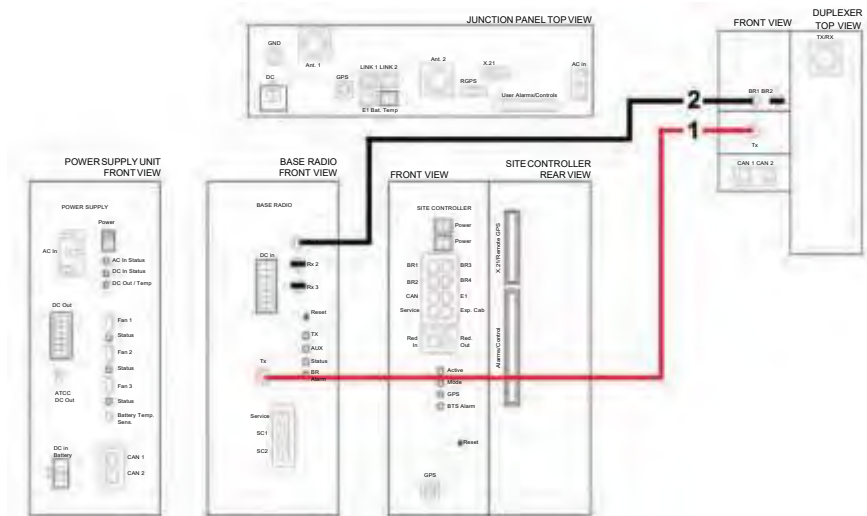 JUNCTION PANEL TOP VIEW
GND
Ant. 1
DC
GPS
LINK 1 LINK 2
E1 Bat. Temp
Ant. 2
X.21
RGPS
User Alarms/Controls
AC in
FRONT VIEW
DUPLEXER
TOP VIEW
TX/RX
BR1 BR2
2
1
Tx
CAN 1 CAN 2
POWER SUPPLY UNIT
FRONT VIEW
POWER SUPPLY
Power
AC In
AC In Status
DC In Status
DC Out / Temp
DC Out
Fan 1
Status
Fan 2
Status
Fan 3
Status
ATCC
DC Out
Battery Temp.
Sens.
DC in
Battery
CAN 1
CAN 2
BASE RADIO
FRONT VIEW
BASE RADIO
DC in
Rx 2
Rx 3
Reset
TX
AUX
Status
BR
Alarm
Tx
Service
SC1
SC2
FRONT VIEW
SITE CONTROLLER
Power
Power
BR1
BR3
BR2
BR4
CAN
E1
Service
Exp. Cab
Red
In
Red.
Out
Active
Mode
GPS
BTS Alarm
Reset
GPS
SITE CONTROLLER
REAR VIEW
X.21/Remote GPS
Alarms/Control